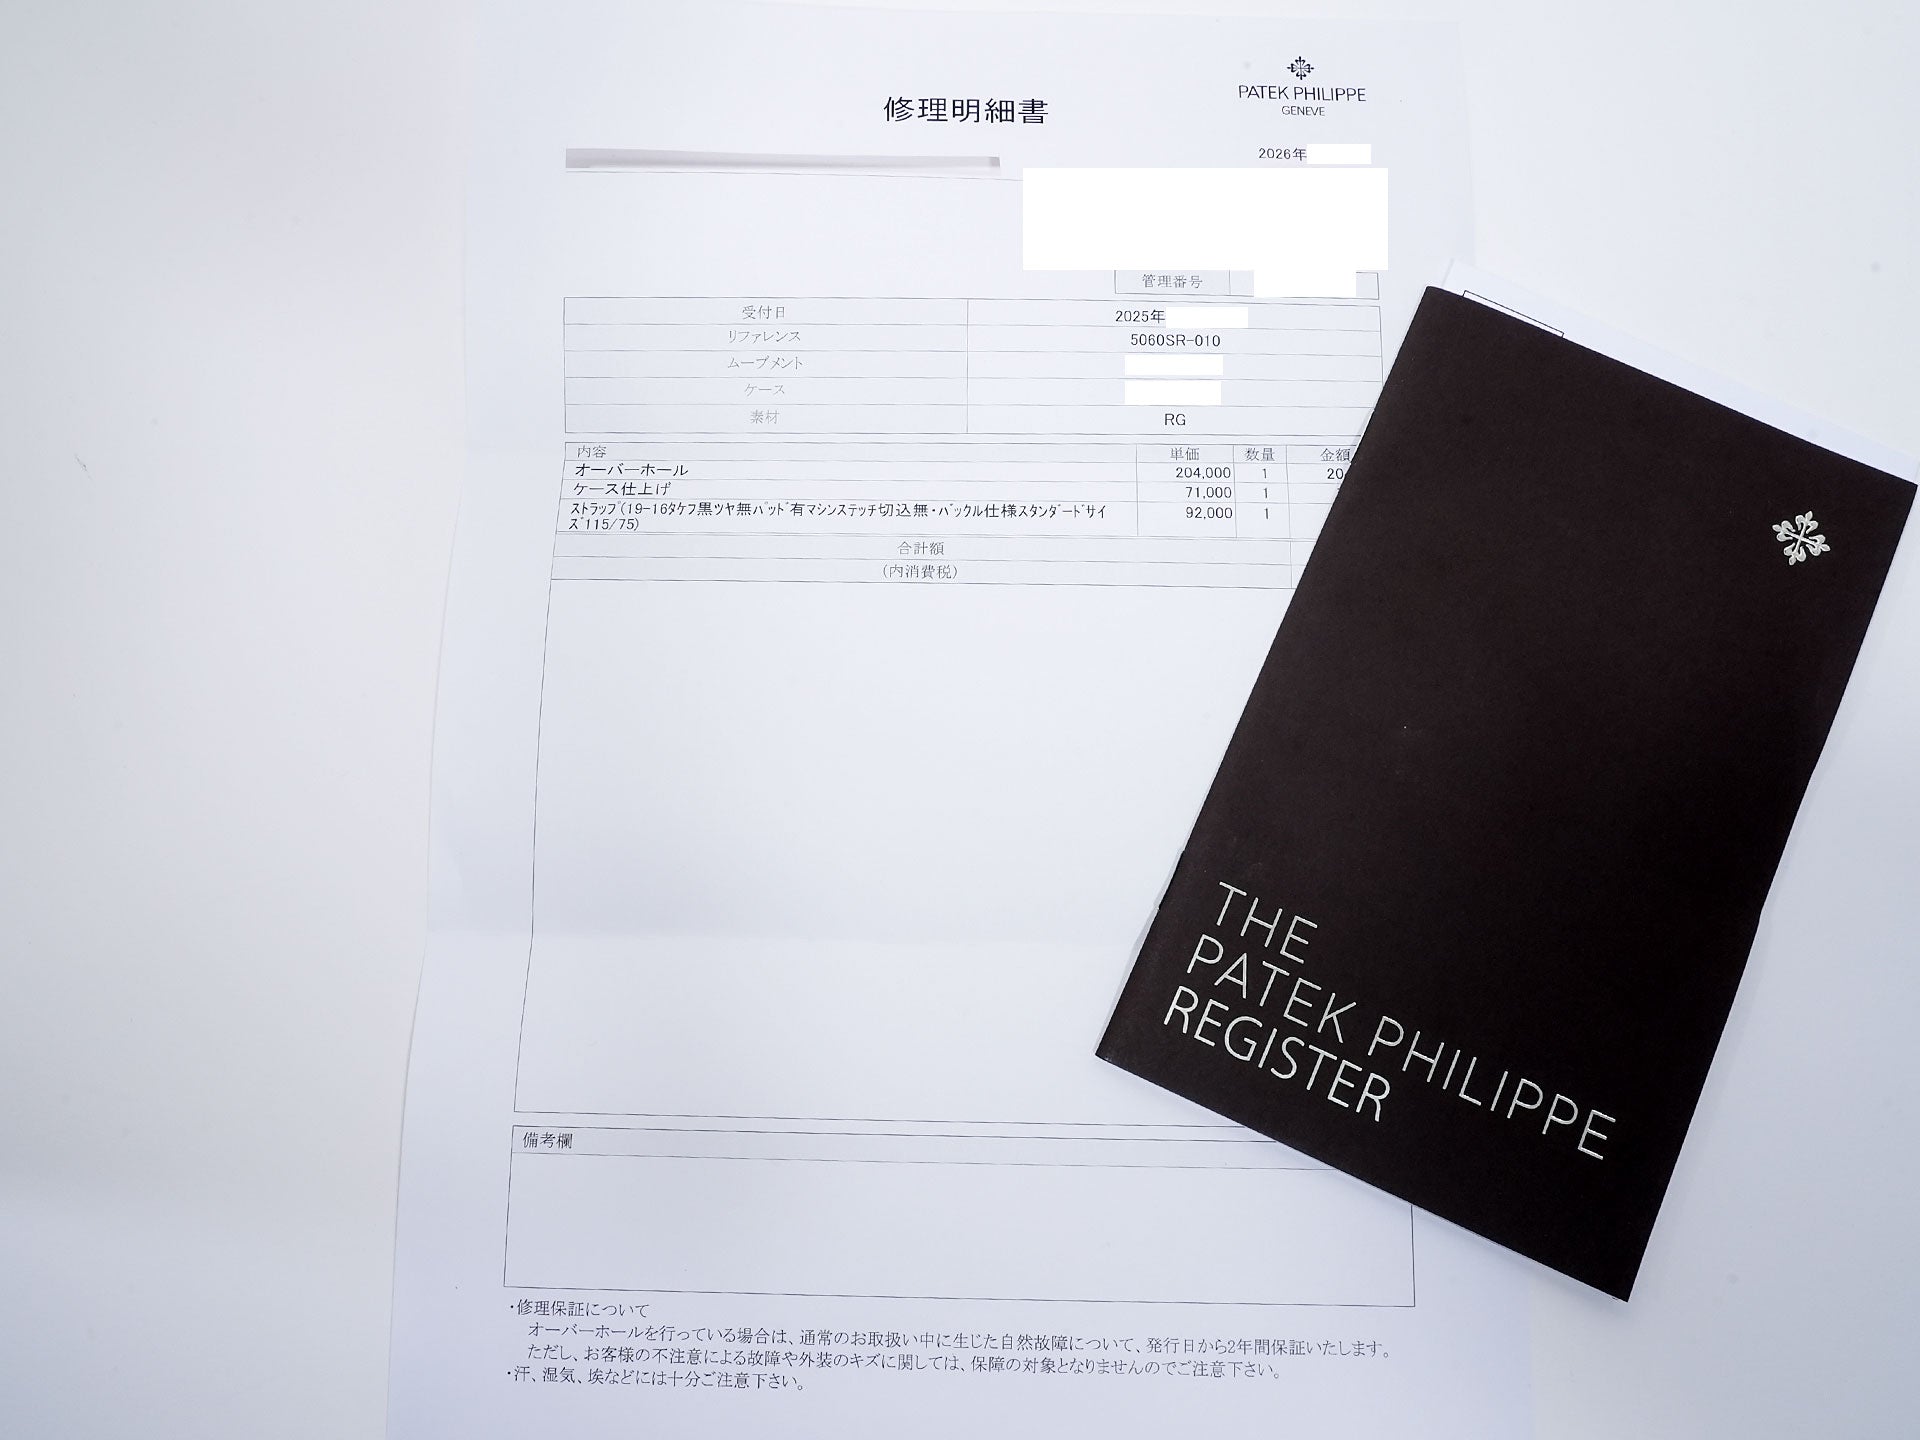 修理明細書
PATEK PHILIPPE
GENEVE
2026年
管理番号
受付日 2025年
リファレンス 5060SR-010
ムーブメント
ケース
素材 RG
内容 単価 数量 金額
オーバーホール 204,000 1 20
ケース仕上げ 71,000 1
ストラップ(19-16タケフ黒ツヤ無パッド有マシンステッチ切込無・バックル仕様スタンダードサイ 92,000 1
ズ115/75)
合計額
(内消費税)
備考欄
・修理保証について
オーバーホールを行っている場合は、通常のお取扱い中に生じた自然故障について、発行日から2年間保証いたします。
ただし、お客様の不注意による故障や外装のキズに関しては、保障の対象となりませんのでご注意下さい。
・汗、湿気、埃などには十分ご注意下さい。
THE
PATEK PHILIPPE
REGISTER